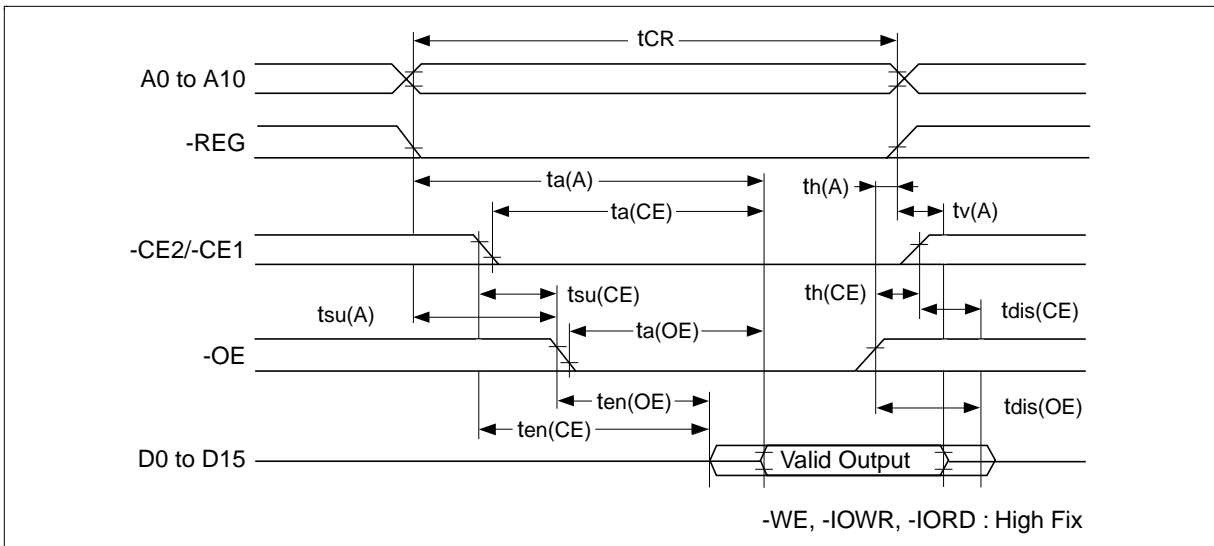 tCR
A0 to A10
-REG
ta(A)
th(A)
ta(CE)
tv(A)
-CE2/-CE1
tsu(CE)
th(CE)
tsu(A)
tdis(CE)
ta(OE)
-OE
ten(OE)
tdis(OE)
ten(CE)
D0 to D15
Valid Output
-WE, -IOWR, -IORD : High Fix